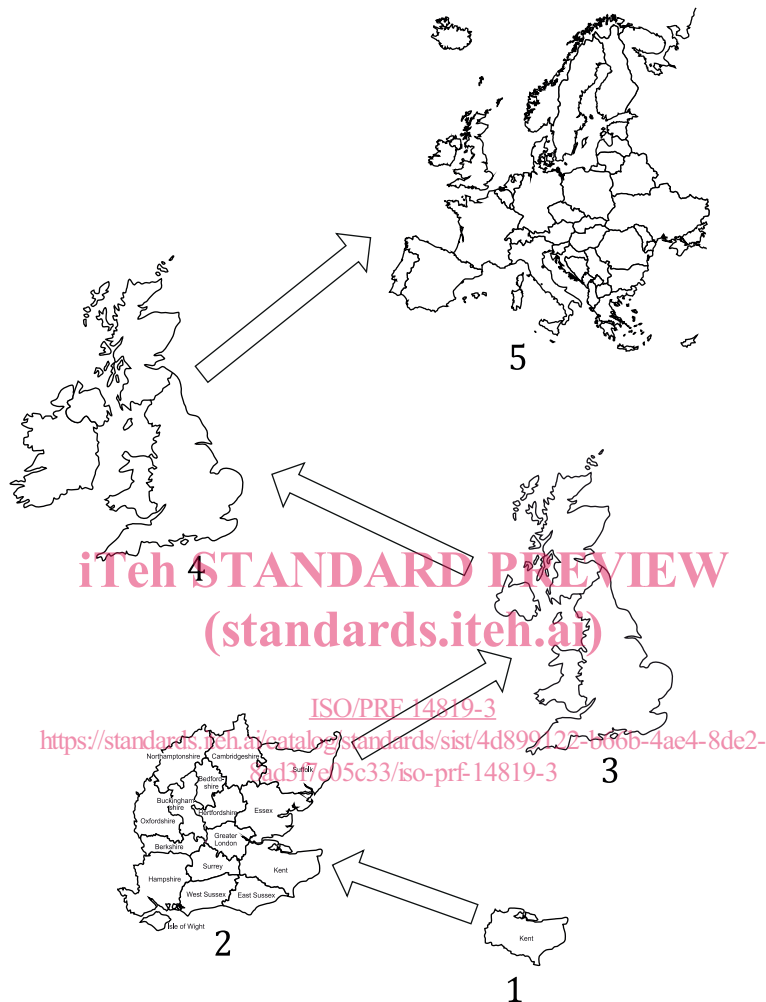 5
4
iTeh STANDARD PREVIEW
(standards.iteh.ai)
ISO/PRF 14819-3
https://standards.iteh.ai/catalog/standards/sist/4d899122-b66b-4ae4-8de2-
8ad3f7e05c33/iso-prf-14819-3
3
Northamptonshire
Cambridgeshire
Suffolk
Bedford-
shire
Buckingham
shire
Hertfordshire
Essex
Oxfordshire
Greater
London
Berkshire
Surrey
Kent
Hampshire
West Sussex
East Sussex
Isle of Wight
2
Kent
1